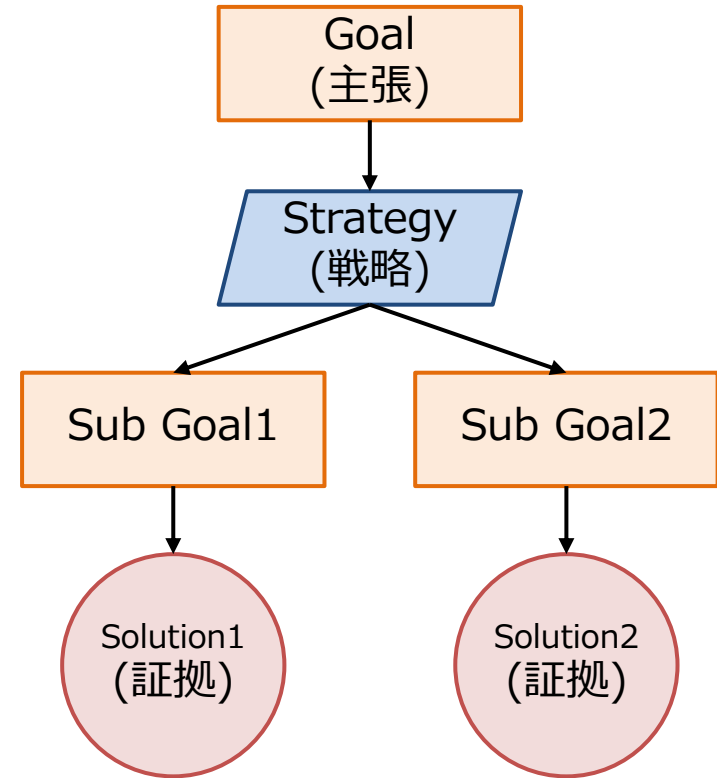 Goal
(主張)
Strategy
(戦略)
Sub Goal1
Sub Goal2
Solution1
(証拠)
Solution2
(証拠)